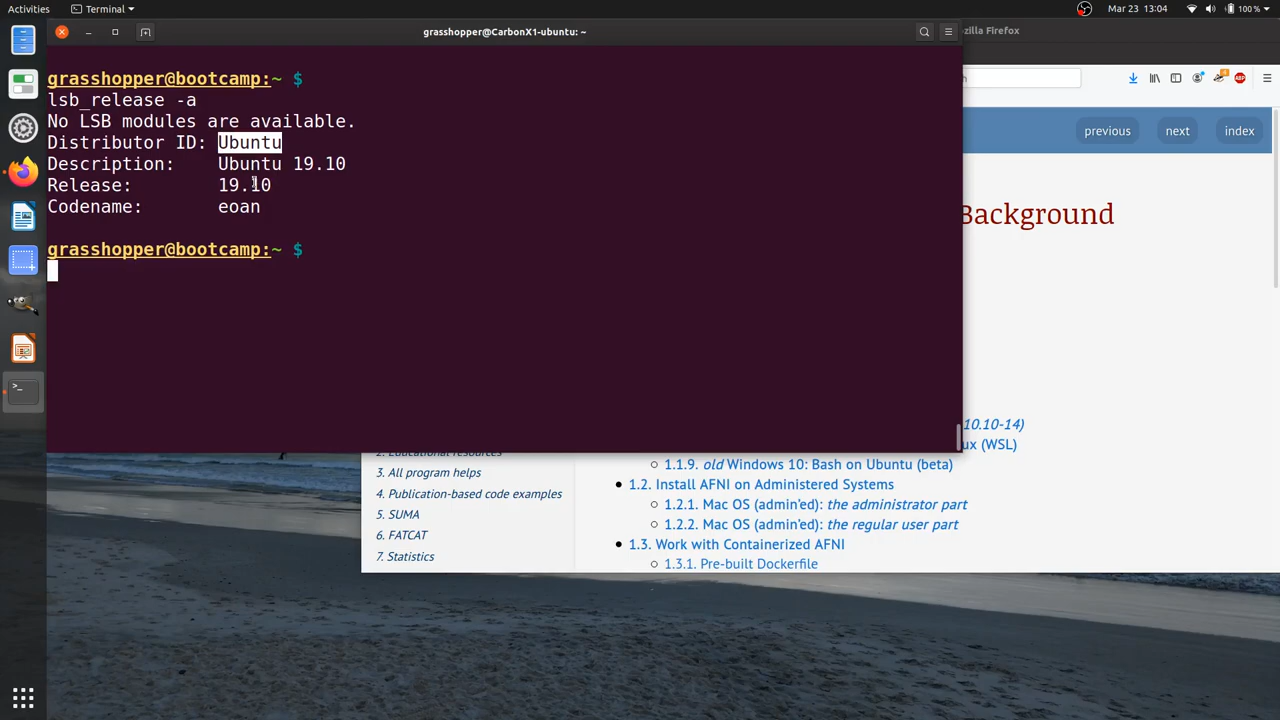 Activities
Terminal
Mar 23 13:04
100 %
grasshopper@CarbonX1-ubuntu: ~
zilla Firefox
grasshopper@bootcamp:~ $
lsb_release -a
No LSB modules are available.
Distributor ID: Ubuntu
Description: Ubuntu 19.10
Release: 19.10
Codename: eoan
grasshopper@bootcamp:~ $
h
4
ABP
previous
next
index
Background
10.10-14)
ux (WSL)
2. Educational resources
3. All program helps
4. Publication-based code examples
5. SUMA
6. FATCAT
7. Statistics
1.1.9. old Windows 10: Bash on Ubuntu (beta)
1.2. Install AFNI on Administered Systems
1.2.1. Mac OS (admin'ed): the administrator part
1.2.2. Mac OS (admin'ed): the regular user part
1.3. Work with Containerized AFNI
1.3.1. Pre-built Dockerfile